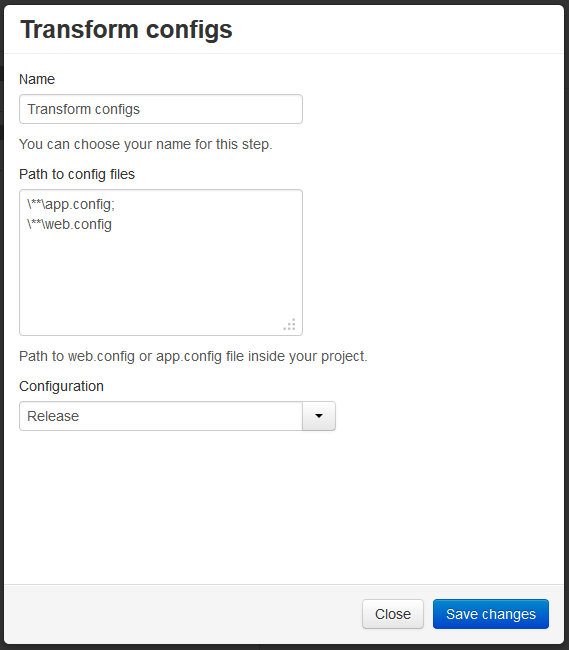 Transform configs
Name
Transform configs
You can choose your name for this step.
Path to config files
\**\app.config;
\**\web.config
Path to web.config or app.config file inside your project.
Configuration
Release
Close
Save changes